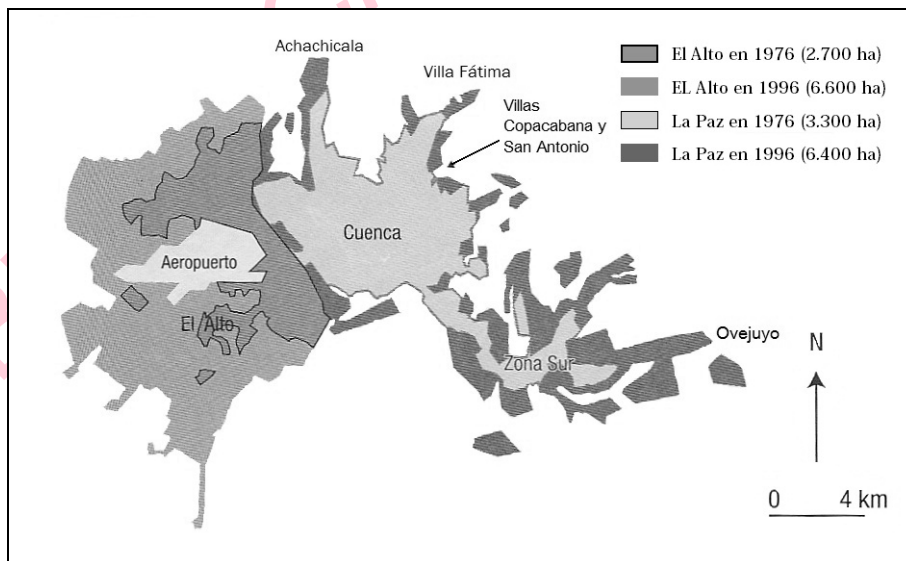 Achachicala
Villa Fátima
Villas
Copacabana y
San Antonio
El Alto en 1976 (2.700 ha)
EL Alto en 1996 (6.600 ha)
La Paz en 1976 (3.300 ha)
La Paz en 1996 (6.400 ha)
Cuenca
Aeropuerto
El Alto
Zona Sur
Ovejuyo
N
0 4 km